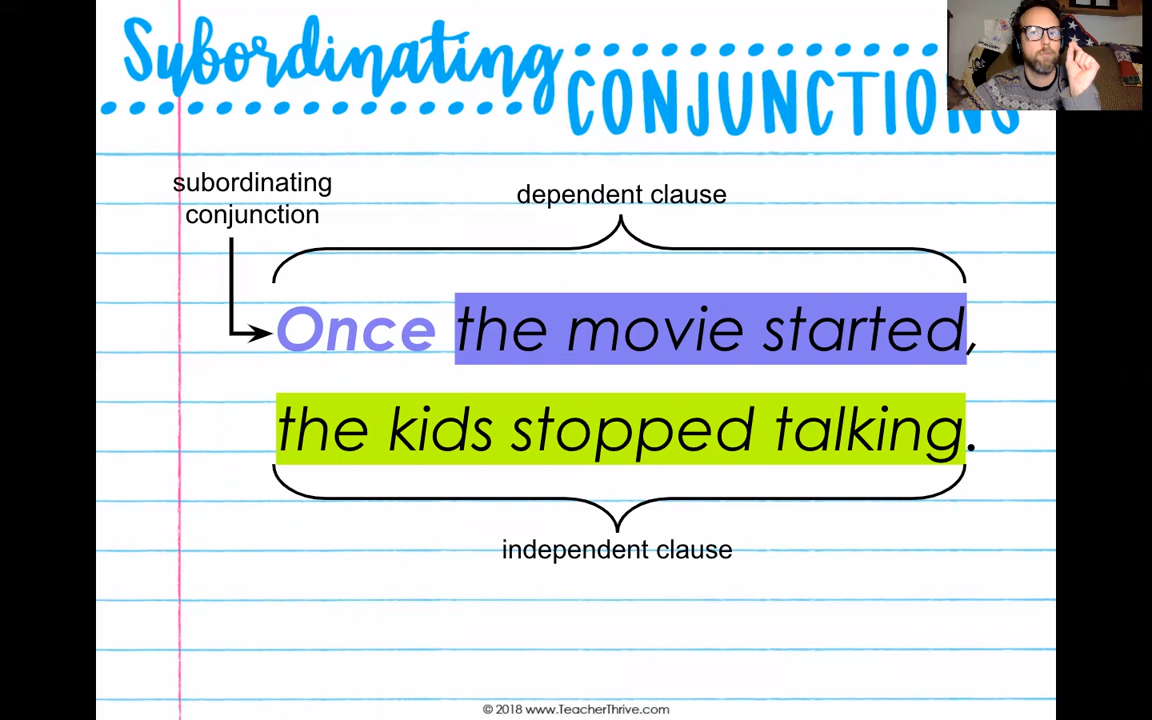 Subordinating
CONJUNCTIONS
subordinating
conjunction
dependent clause
Once the movie started,
the kids stopped talking.
independent clause
© 2018 www.TeacherThrive.com